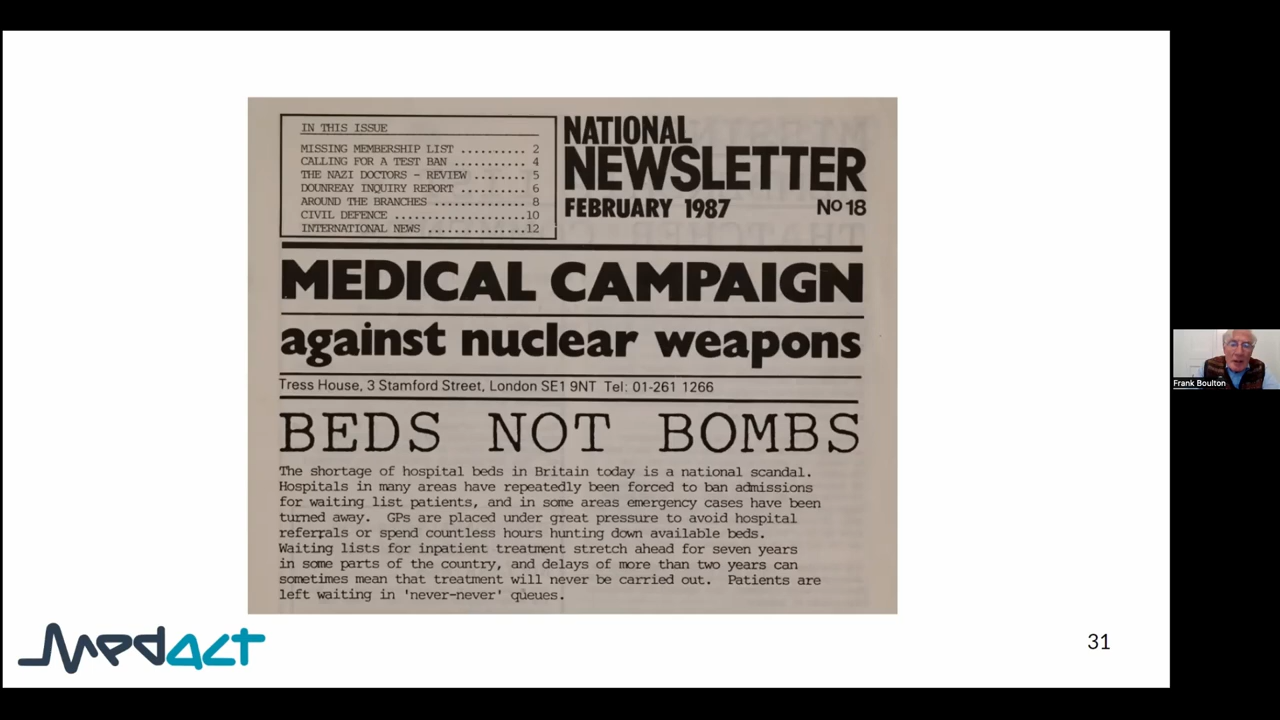 IN THIS ISSUE
MISSING MEMBERSHIP LIST .......... 2
CALLING FOR A TEST BAN ........... 4
THE NAZI DOCTORS - REVIEW ........ 5
DOUNREAY INQUIRY REPORT .......... 6
AROUND THE BRANCHES .............. 8
CIVIL DEFENCE ....................10
INTERNATIONAL NEWS ...............12
NATIONAL
NEWSLETTER
FEBRUARY 1987 No 18
MEDICAL CAMPAIGN
against nuclear weapons
Tress House, 3 Stamford Street, London SE1 9NT Tel: 01-261 1266
BEDS NOT BOMBS
The shortage of hospital beds in Britain today is a national scandal.
Hospitals in many areas have repeatedly been forced to ban admissions
for waiting list patients, and in some areas emergency cases have been
turned away. GPs are placed under great pressure to avoid hospital
referrals or spend countless hours hunting down available beds.
Waiting lists for inpatient treatment stretch ahead for seven years
in some parts of the country, and delays of more than two years can
sometimes mean that treatment will never be carried out. Patients are
left waiting in 'never-never' queues.
Medact
31
Frank Boulton